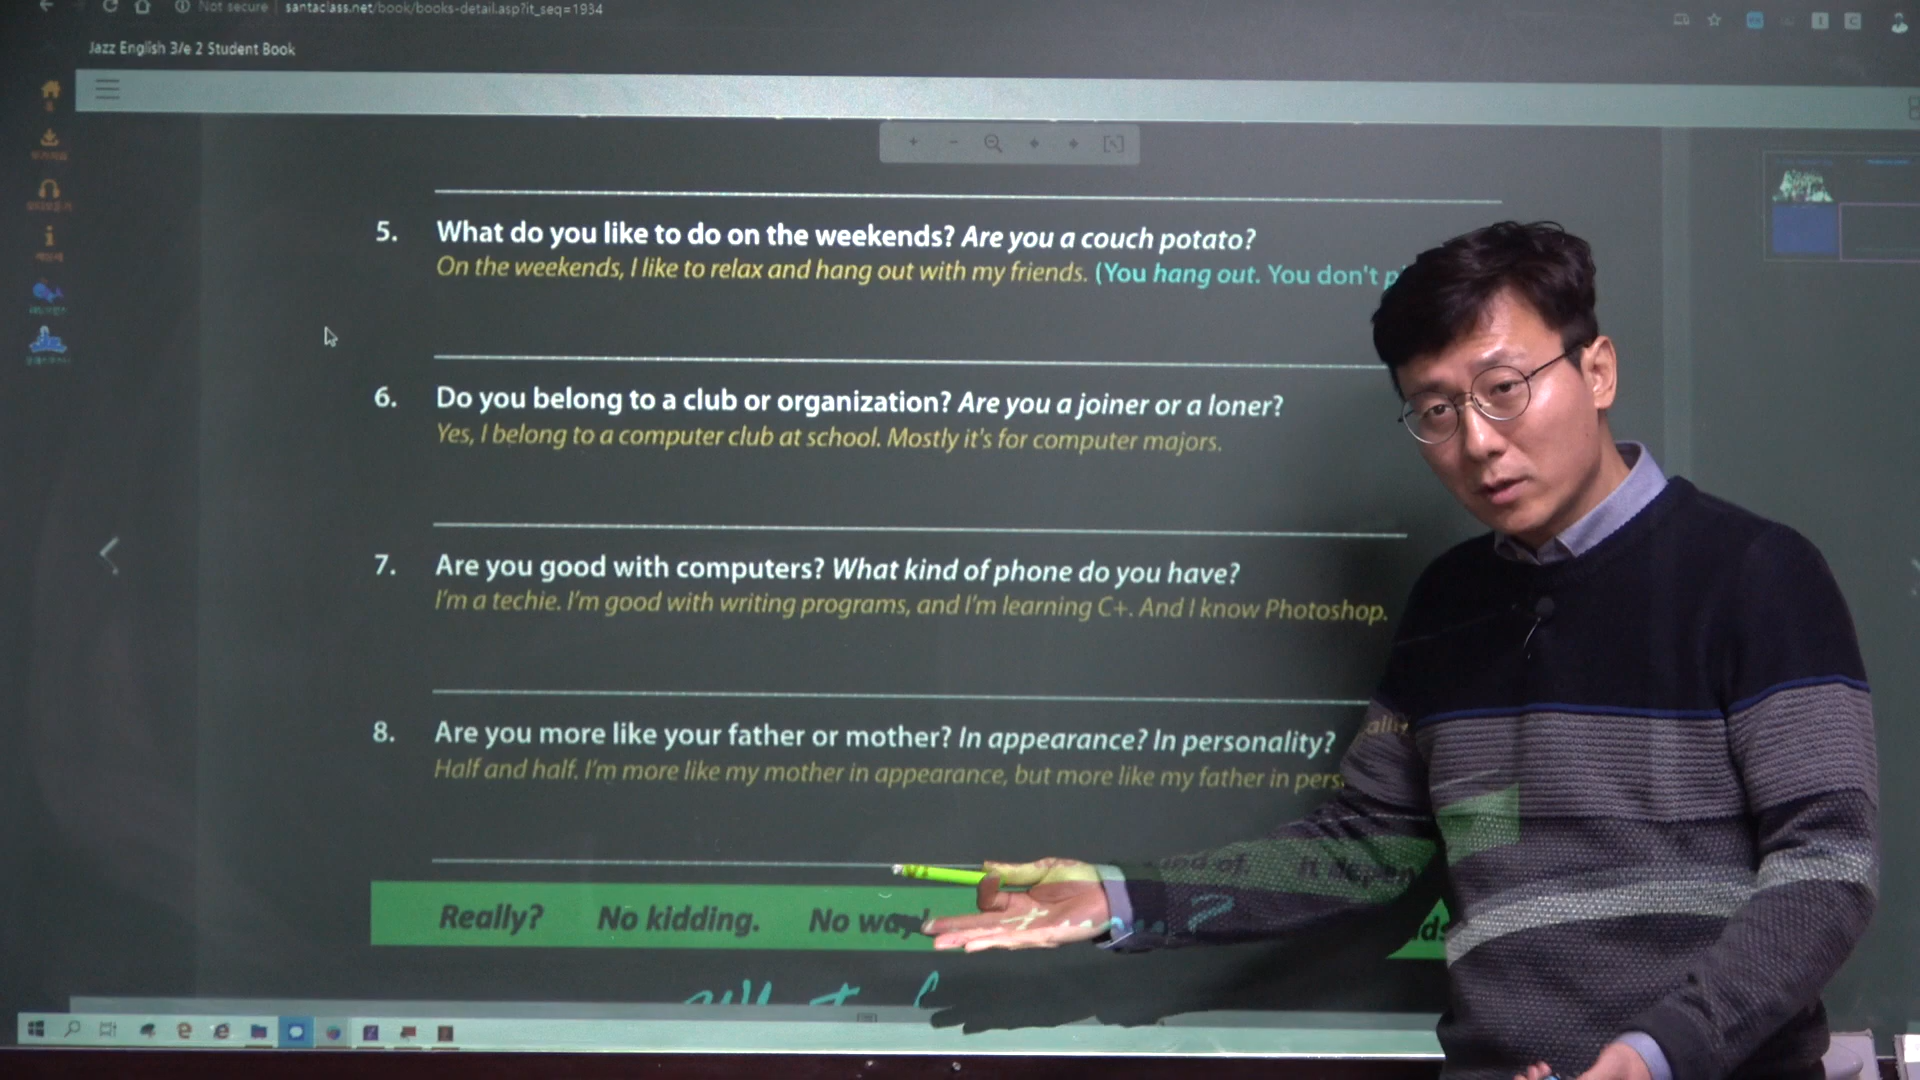 Not secure santaclass.net/book/books-detail.asp?it_seq=1934
Jazz English 3/e 2 Student Book
5. What do you like to do on the weekends? Are you a couch potato?
On the weekends, I like to relax and hang out with my friends. (You hang out. You don't
6. Do you belong to a club or organization? Are you a joiner or a loner?
Yes, I belong to a computer club at school. Mostly it's for computer majors.
7. Are you good with computers? What kind of phone do you have?
I'm a techie. I'm good with writing programs, and I'm learning C+. And I know Photoshop.
8. Are you more like your father or mother? In appearance? In personality?
Half and half. I'm more like my mother in appearance, but more like my father in pers
Really? No kidding. No way!